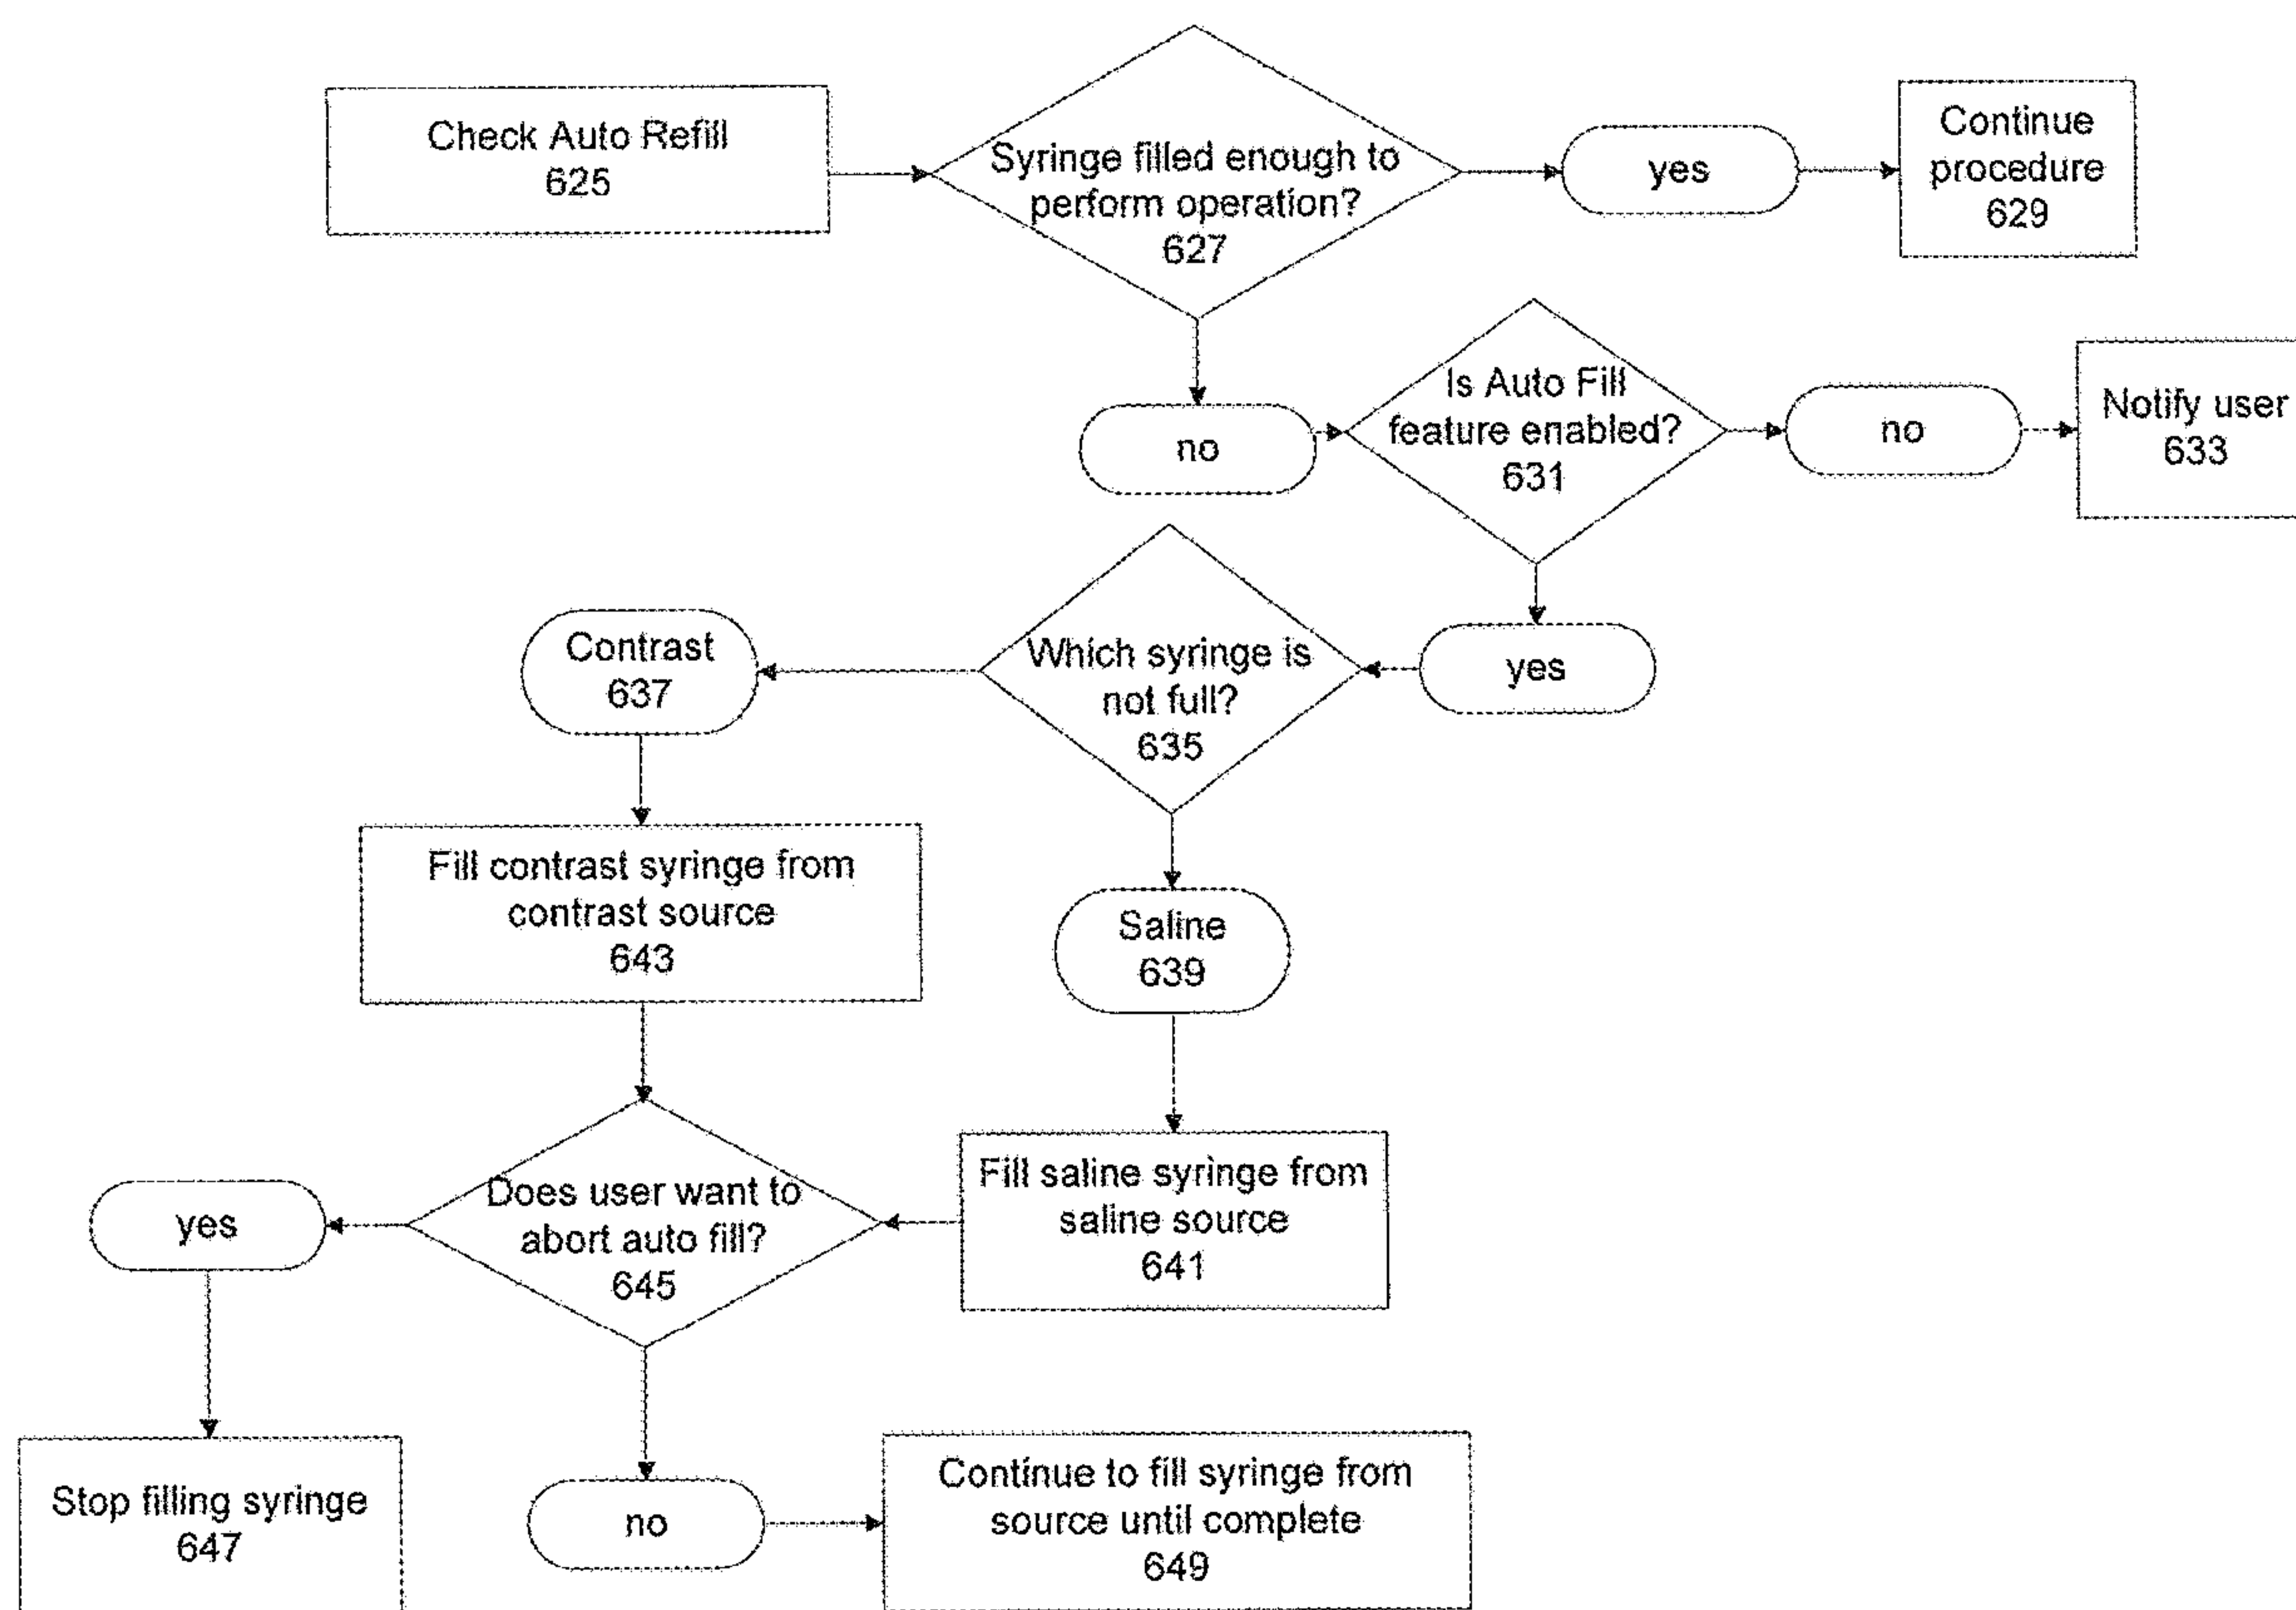 Check Auto Refill
625
Syringe filled enough to
perform operation?
627
yes
Continue
procedure
629
no
Is Auto Fill
feature enabled?
631
no
Notify user
633
yes
Which syringe is
not full?
635
Contrast
637
Fill contrast syringe from
contrast source
643
Saline
639
Fill saline syringe from
saline source
641
Does user want to
abort auto fill?
645
yes
Stop filling syringe
647
no
Continue to fill syringe from
source until complete
649